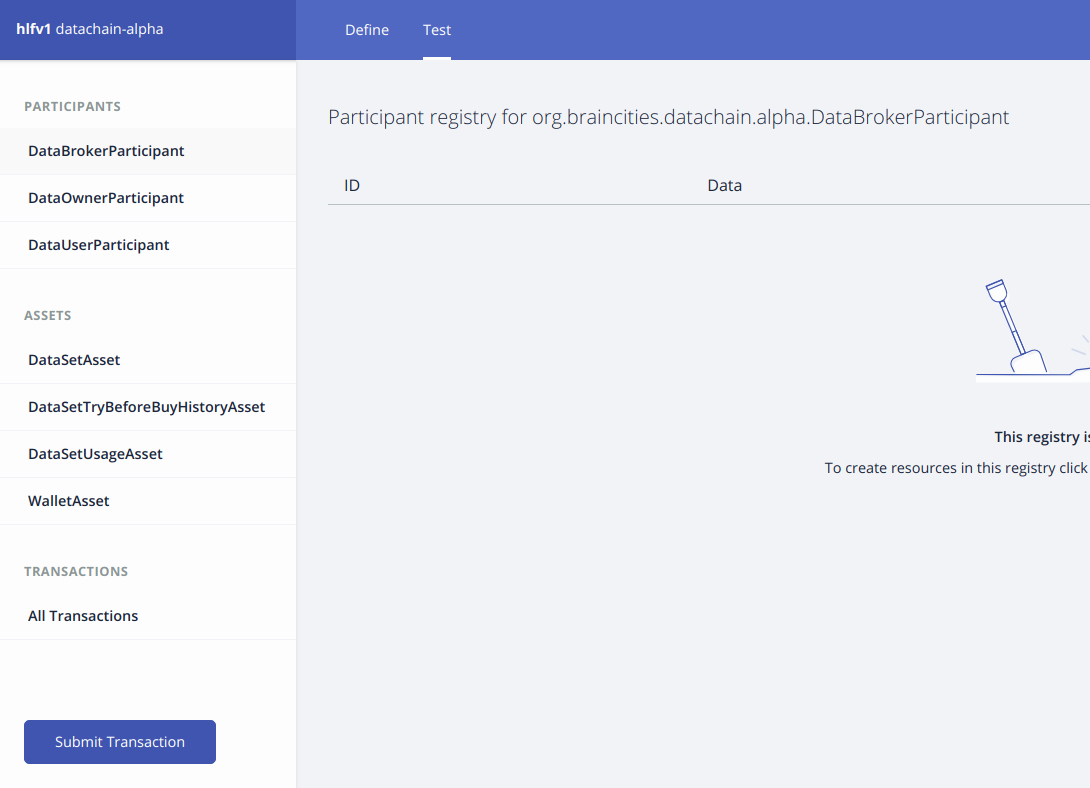 hlfv1 datachain-alpha
Define
Test
PARTICIPANTS
DataBrokerParticipant
DataOwnerParticipant
DataUserParticipant
ASSETS
DataSetAsset
DataSetTryBeforeBuyHistoryAsset
DataSetUsageAsset
WalletAsset
TRANSACTIONS
All Transactions
Submit Transaction
Participant registry for org.braincities.datachain.alpha.DataBrokerParticipant
ID
Data
This registry is
To create resources in this registry click